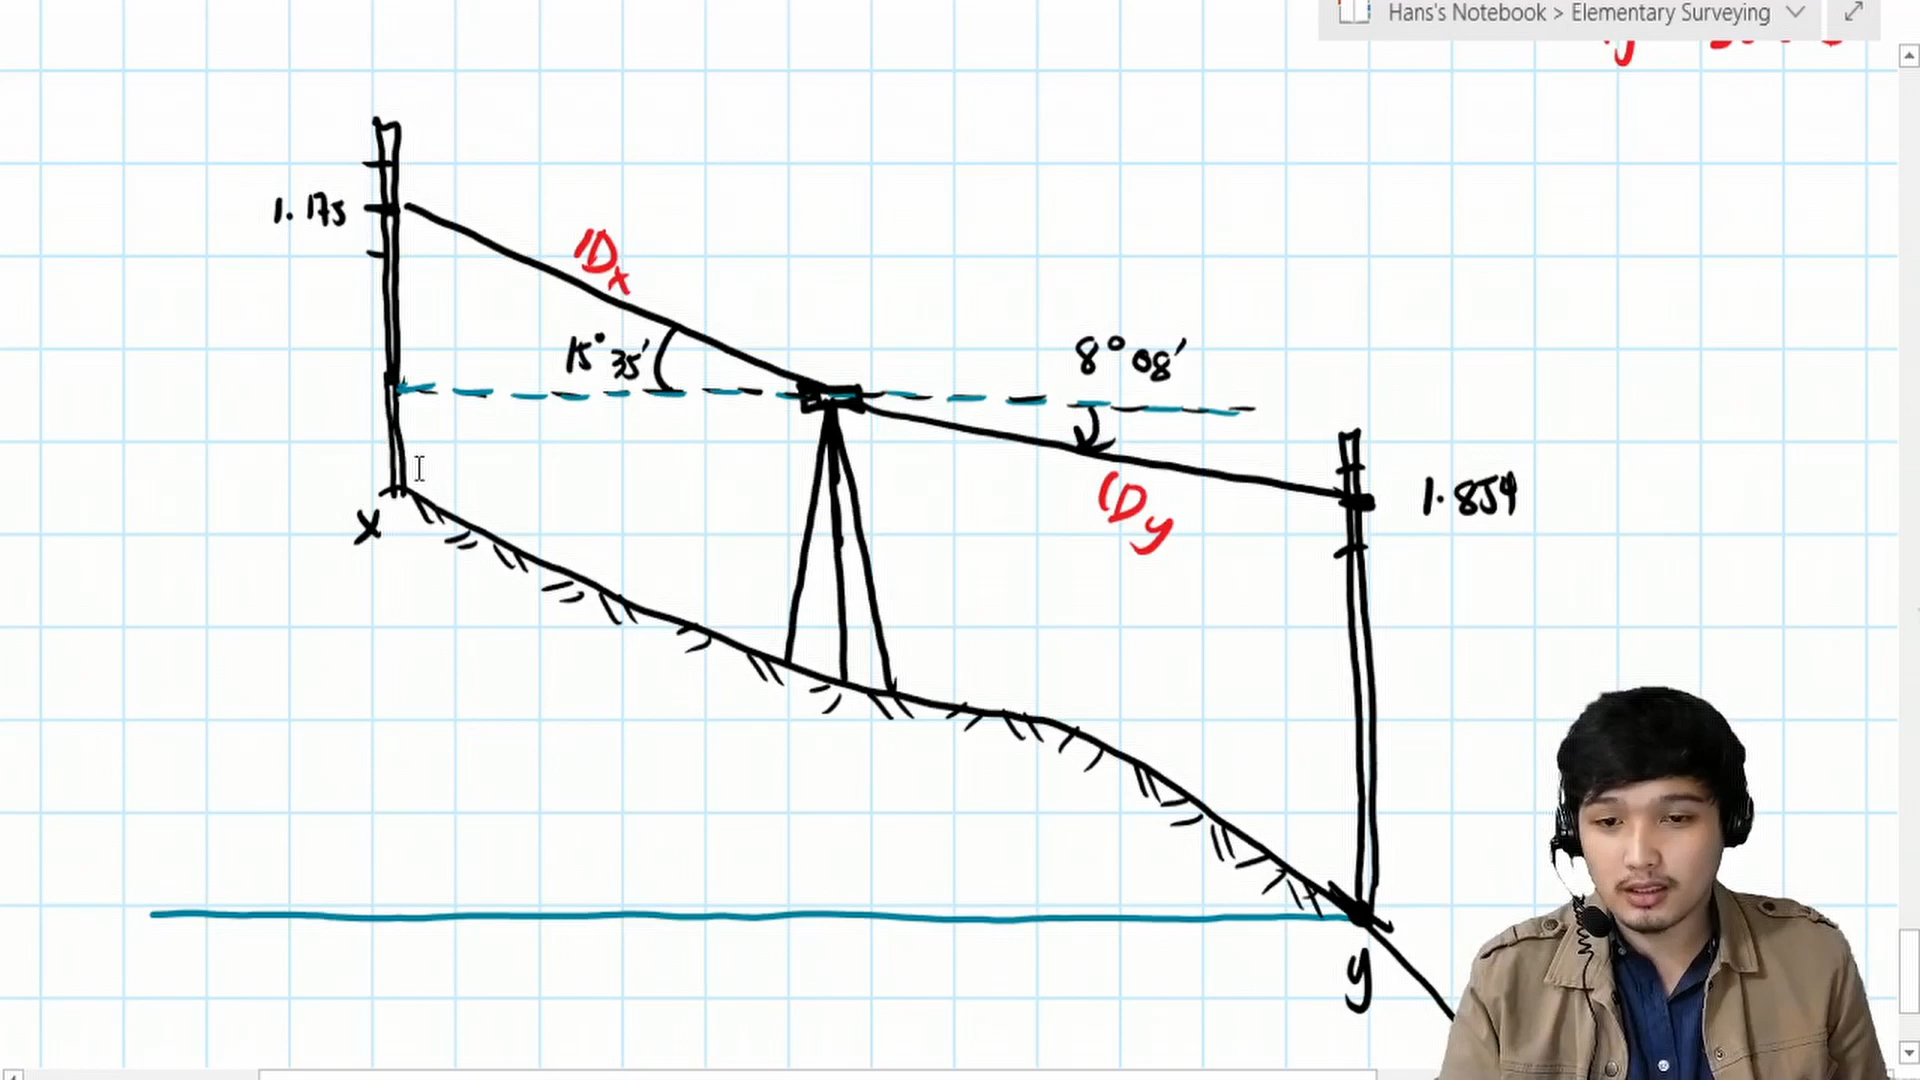 Hans's Notebook > Elementary Surveying
1.175
IDx
15°35'
8°08'
1.854
IDy
x
y